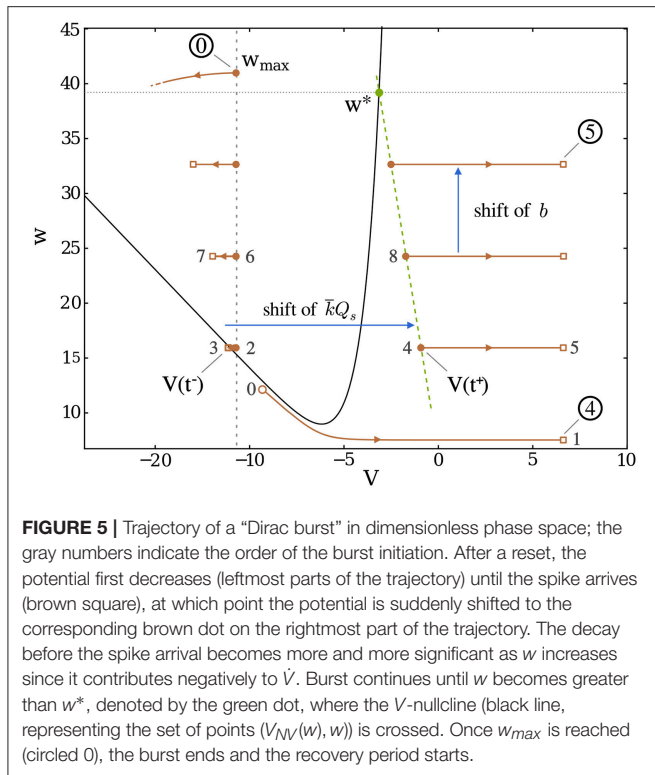 45
40
35
30
25
20
15
10
w
0
w_max
w*
5
shift of b
7
6
8
shift of k̅Q_s
3
2
4
5
V(t⁻)
V(t⁺)
0
4
1
−20
−15
−10
−5
0
5
10
V
FIGURE 5 | Trajectory of a “Dirac burst” in dimensionless phase space; the
gray numbers indicate the order of the burst initiation. After a reset, the
potential first decreases (leftmost parts of the trajectory) until the spike arrives
(brown square), at which point the potential is suddenly shifted to the
corresponding brown dot on the rightmost part of the trajectory. The decay
before the spike arrival becomes more and more significant as w increases
since it contributes negatively to V̇. Burst continues until w becomes greater
than w*, denoted by the green dot, where the V-nullcline (black line,
representing the set of points (V_NV(w), w)) is crossed. Once w_max is reached
(circled 0), the burst ends and the recovery period starts.